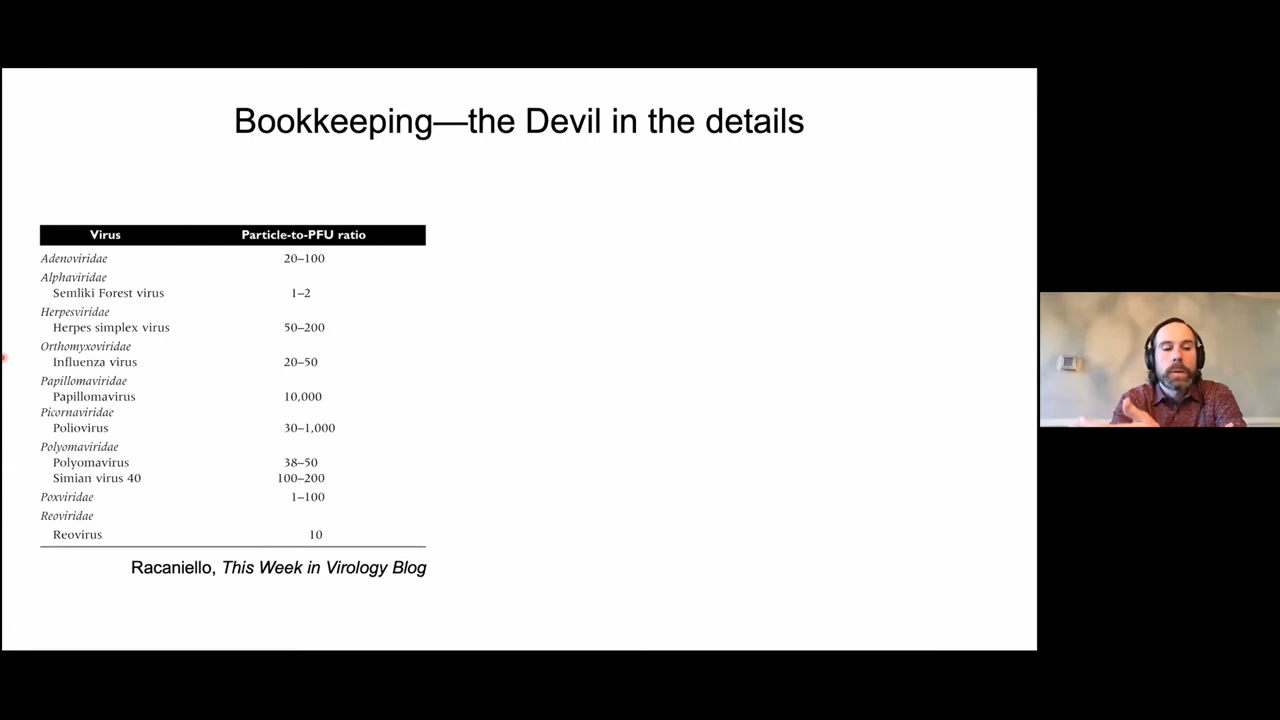 Bookkeeping—the Devil in the details
Virus Particle-to-PFU ratio
Adenoviridae 20–100
Alphaviridae
Semliki Forest virus 1–2
Herpesviridae
Herpes simplex virus 50–200
Orthomyxoviridae
Influenza virus 20–50
Papillomaviridae
Papillomavirus 10,000
Picornaviridae
Poliovirus 30–1,000
Polyomaviridae
Polyomavirus 38–50
Simian virus 40 100–200
Poxviridae 1–100
Reoviridae
Reovirus 10
Racaniello, This Week in Virology Blog